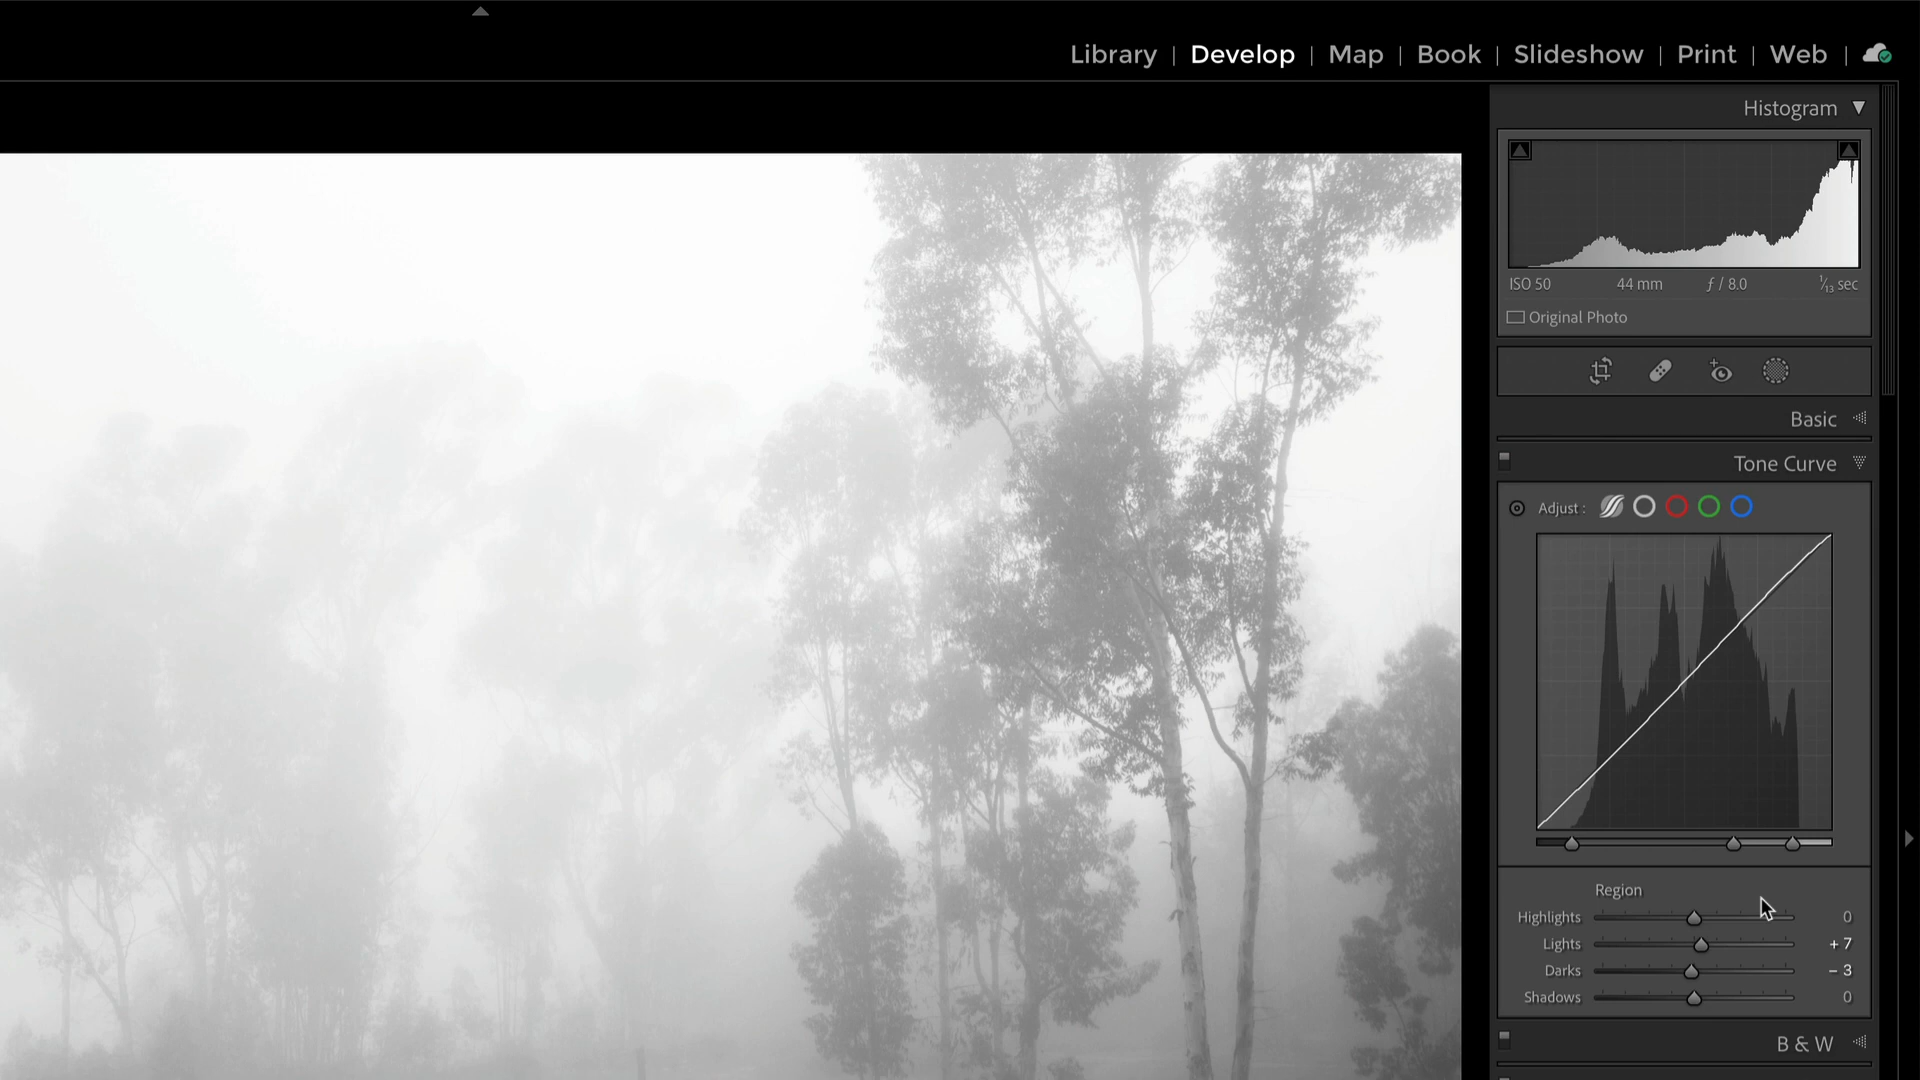 Library | Develop | Map | Book | Slideshow | Print | Web |
Histogram
ISO 50 44 mm ƒ / 8.0 1/13 sec
Original Photo
Basic
Tone Curve
Adjust :
Region
Highlights 0
Lights + 7
Darks − 3
Shadows 0
B & W